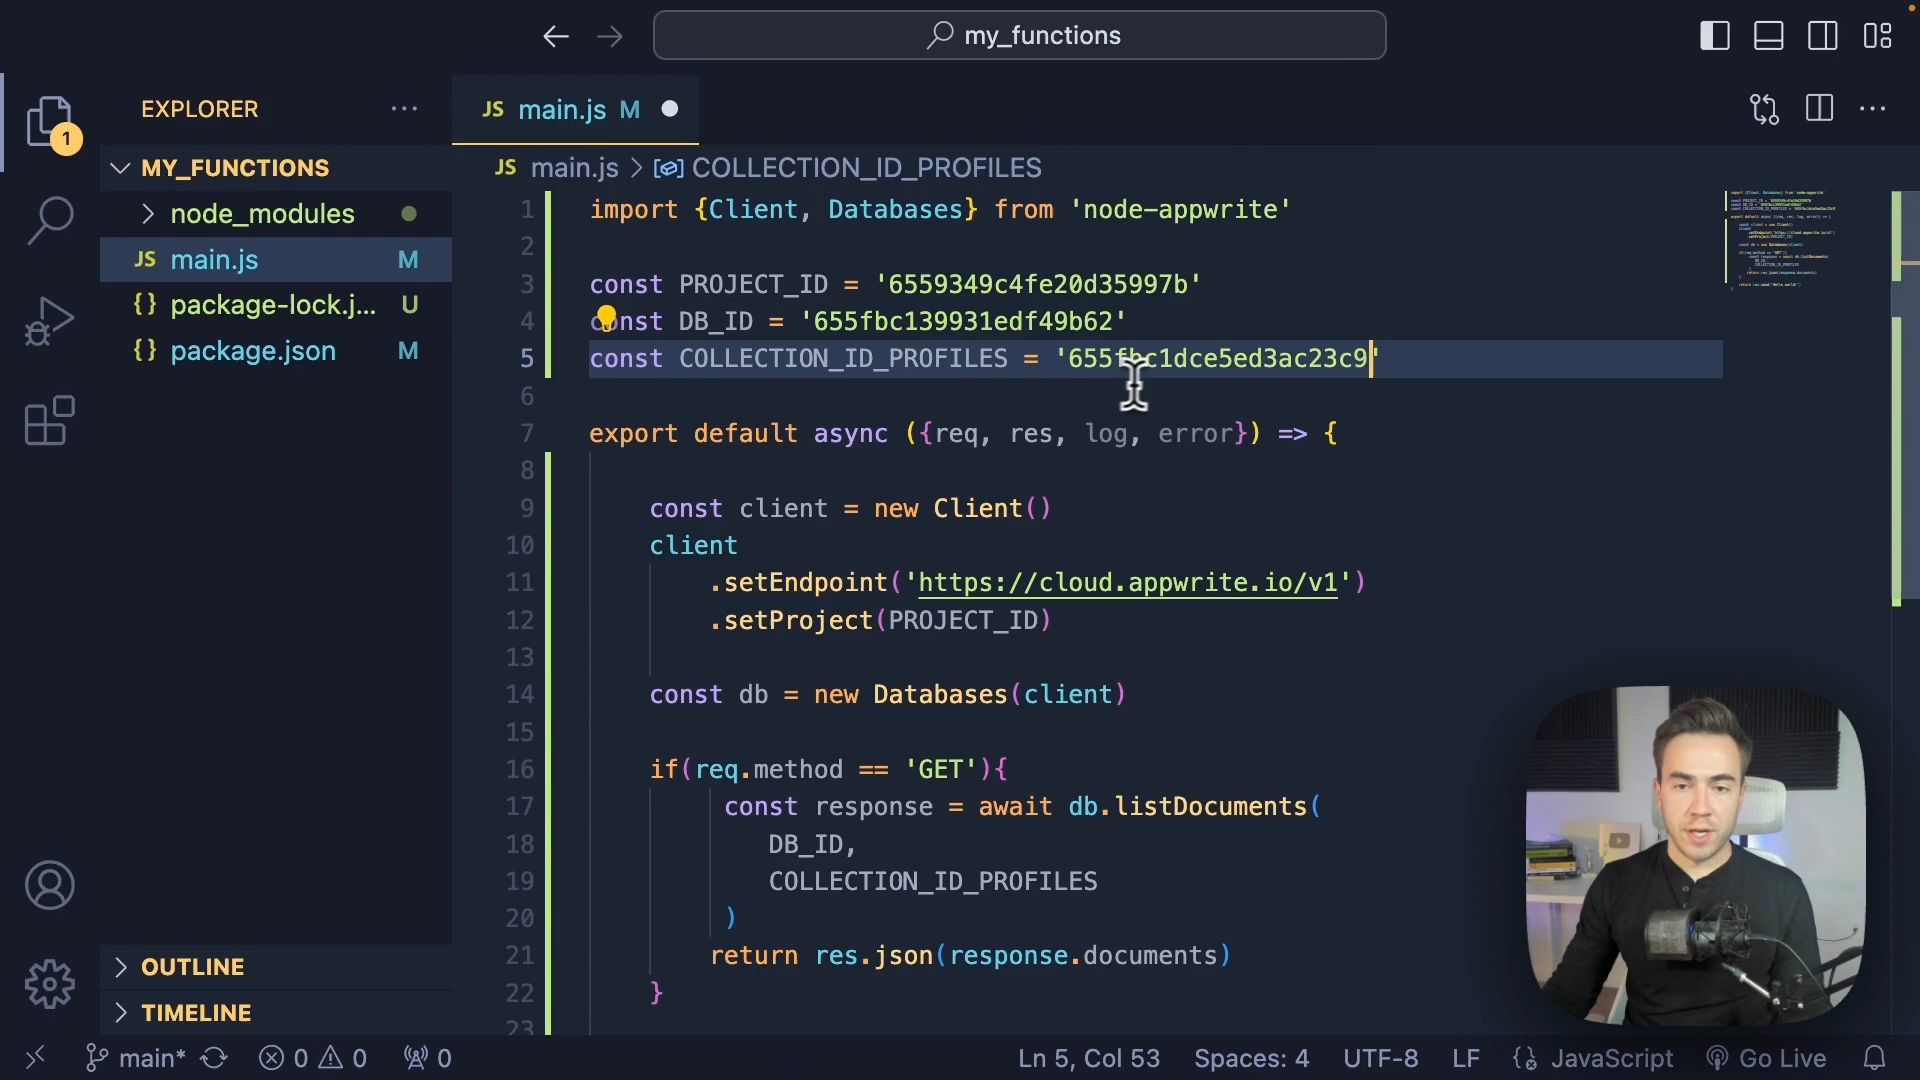 my_functions
EXPLORER
JS main.js M
1
MY_FUNCTIONS
JS main.js > COLLECTION_ID_PROFILES
node_modules
JS main.js M
{} package-lock.j... U
{} package.json M
1 import {Client, Databases} from 'node-appwrite'
2
3 const PROJECT_ID = '6559349c4fe20d35997b'
4 const DB_ID = '655fbc139931edf49b62'
5 const COLLECTION_ID_PROFILES = '655fbc1dce5ed3ac23c9'
6
7 export default async ({req, res, log, error}) => {
8
9 const client = new Client()
10 client
11 .setEndpoint('https://cloud.appwrite.io/v1')
12 .setProject(PROJECT_ID)
13
14 const db = new Databases(client)
15
16 if(req.method == 'GET'){
17 const response = await db.listDocuments(
18 DB_ID,
19 COLLECTION_ID_PROFILES
20 )
21 return res.json(response.documents)
22 }
23
OUTLINE
TIMELINE
main* 0 0 0 Ln 5, Col 53 Spaces: 4 UTF-8 LF JavaScript Go Live